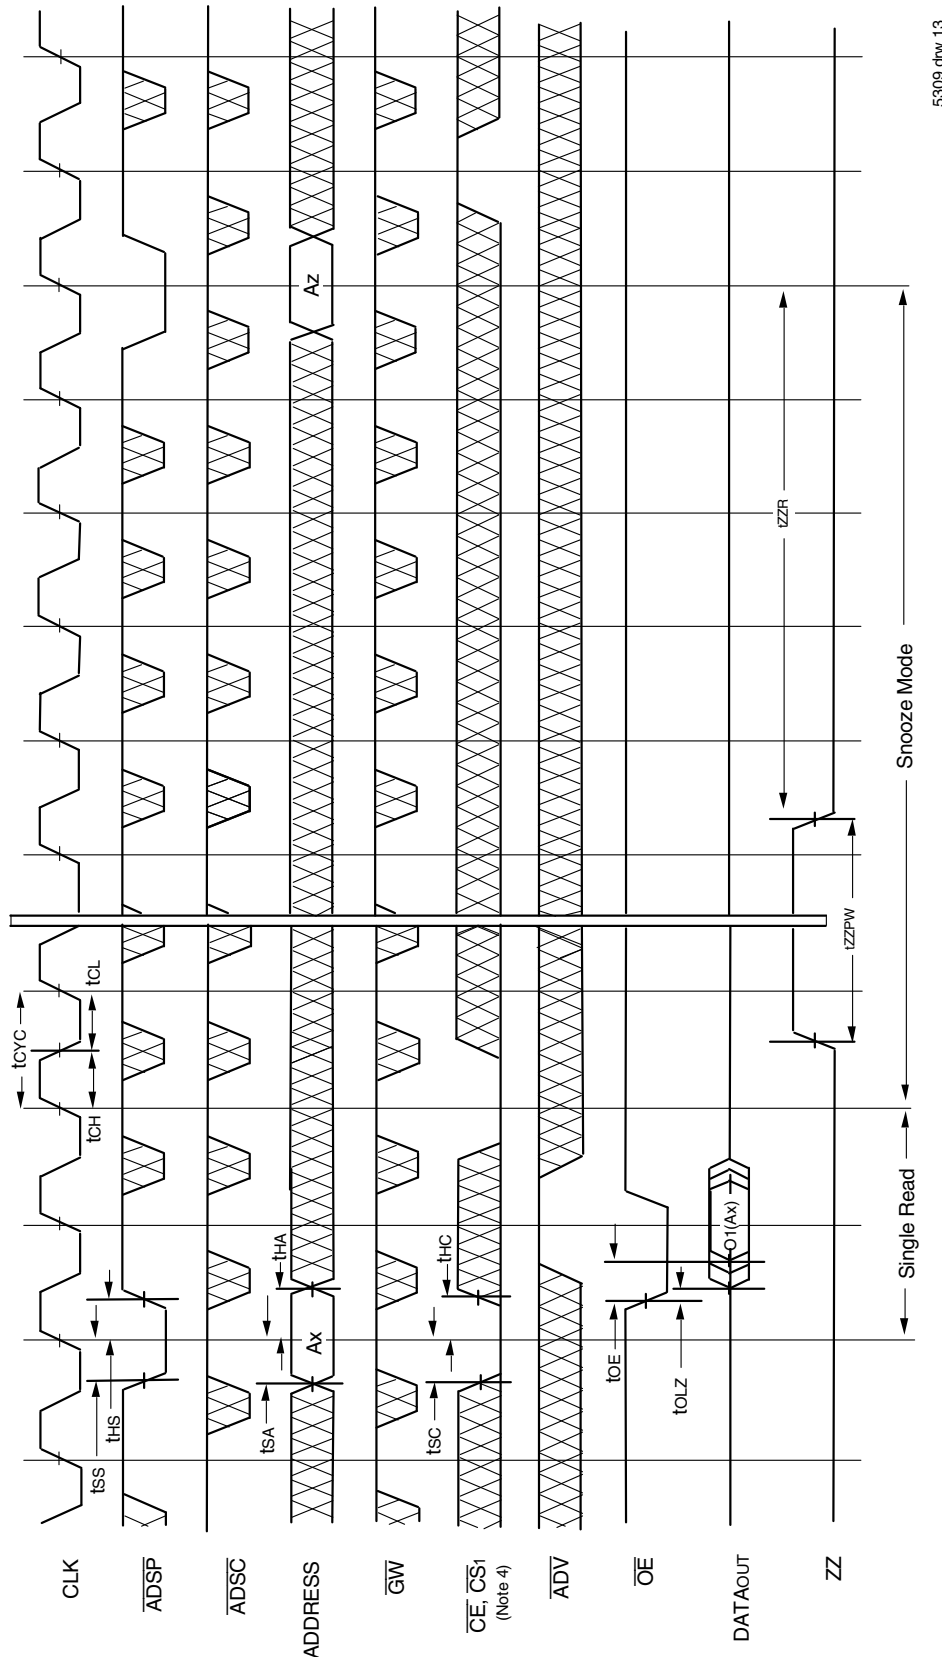 CLK
tSS
tHS
tCH
tCYC
tCL
ADSP
ADSC
ADDRESS
tSA
Ax
tHA
Az
GW
CE, CS1
(Note 4)
tSC
tHC
ADV
OE
tOE
tOLZ
DATAOUT
O1(Ax)
ZZ
tZZPW
tZZR
Single Read
Snooze Mode
5309 drw 13